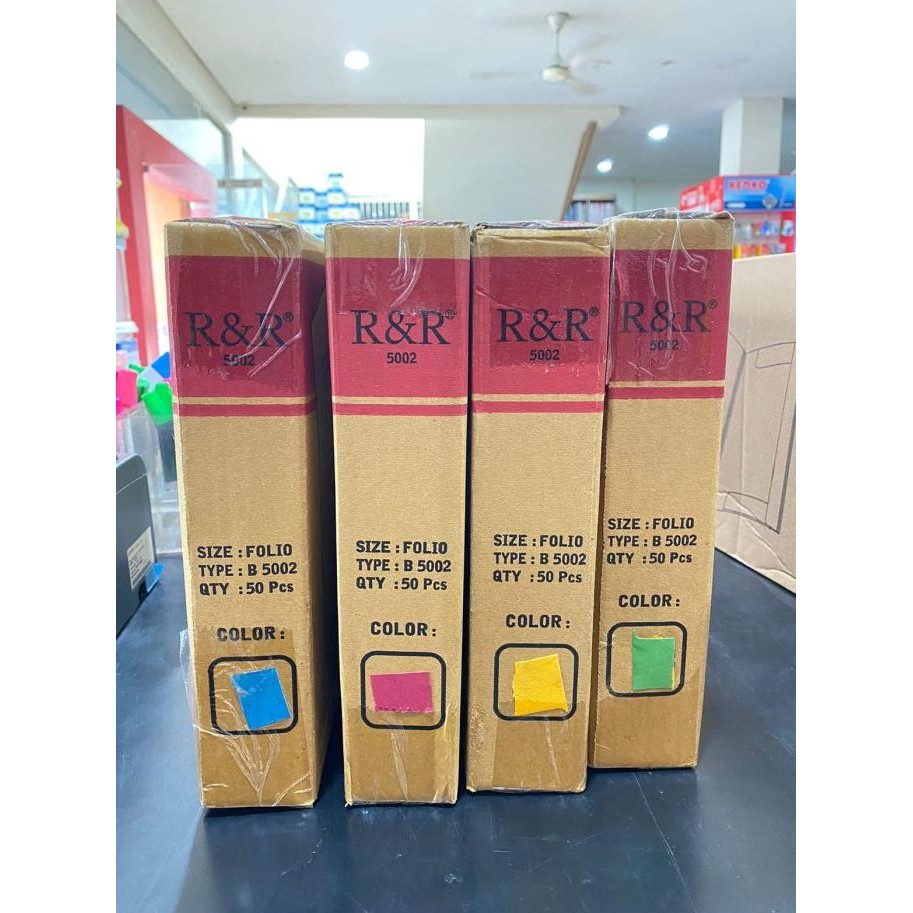 R&R®
5002
SIZE : FOLIO
TYPE : B 5002
QTY : 50 Pcs
COLOR :
R&R®
5002
SIZE : FOLIO
TYPE : B 5002
QTY : 50 Pcs
COLOR :
R&R®
5002
SIZE : FOLIO
TYPE : B 5002
QTY : 50 Pcs
COLOR :
R&R®
5002
SIZE : FOLIO
TYPE : B 5002
QTY : 50 Pcs
COLOR :
KENKO